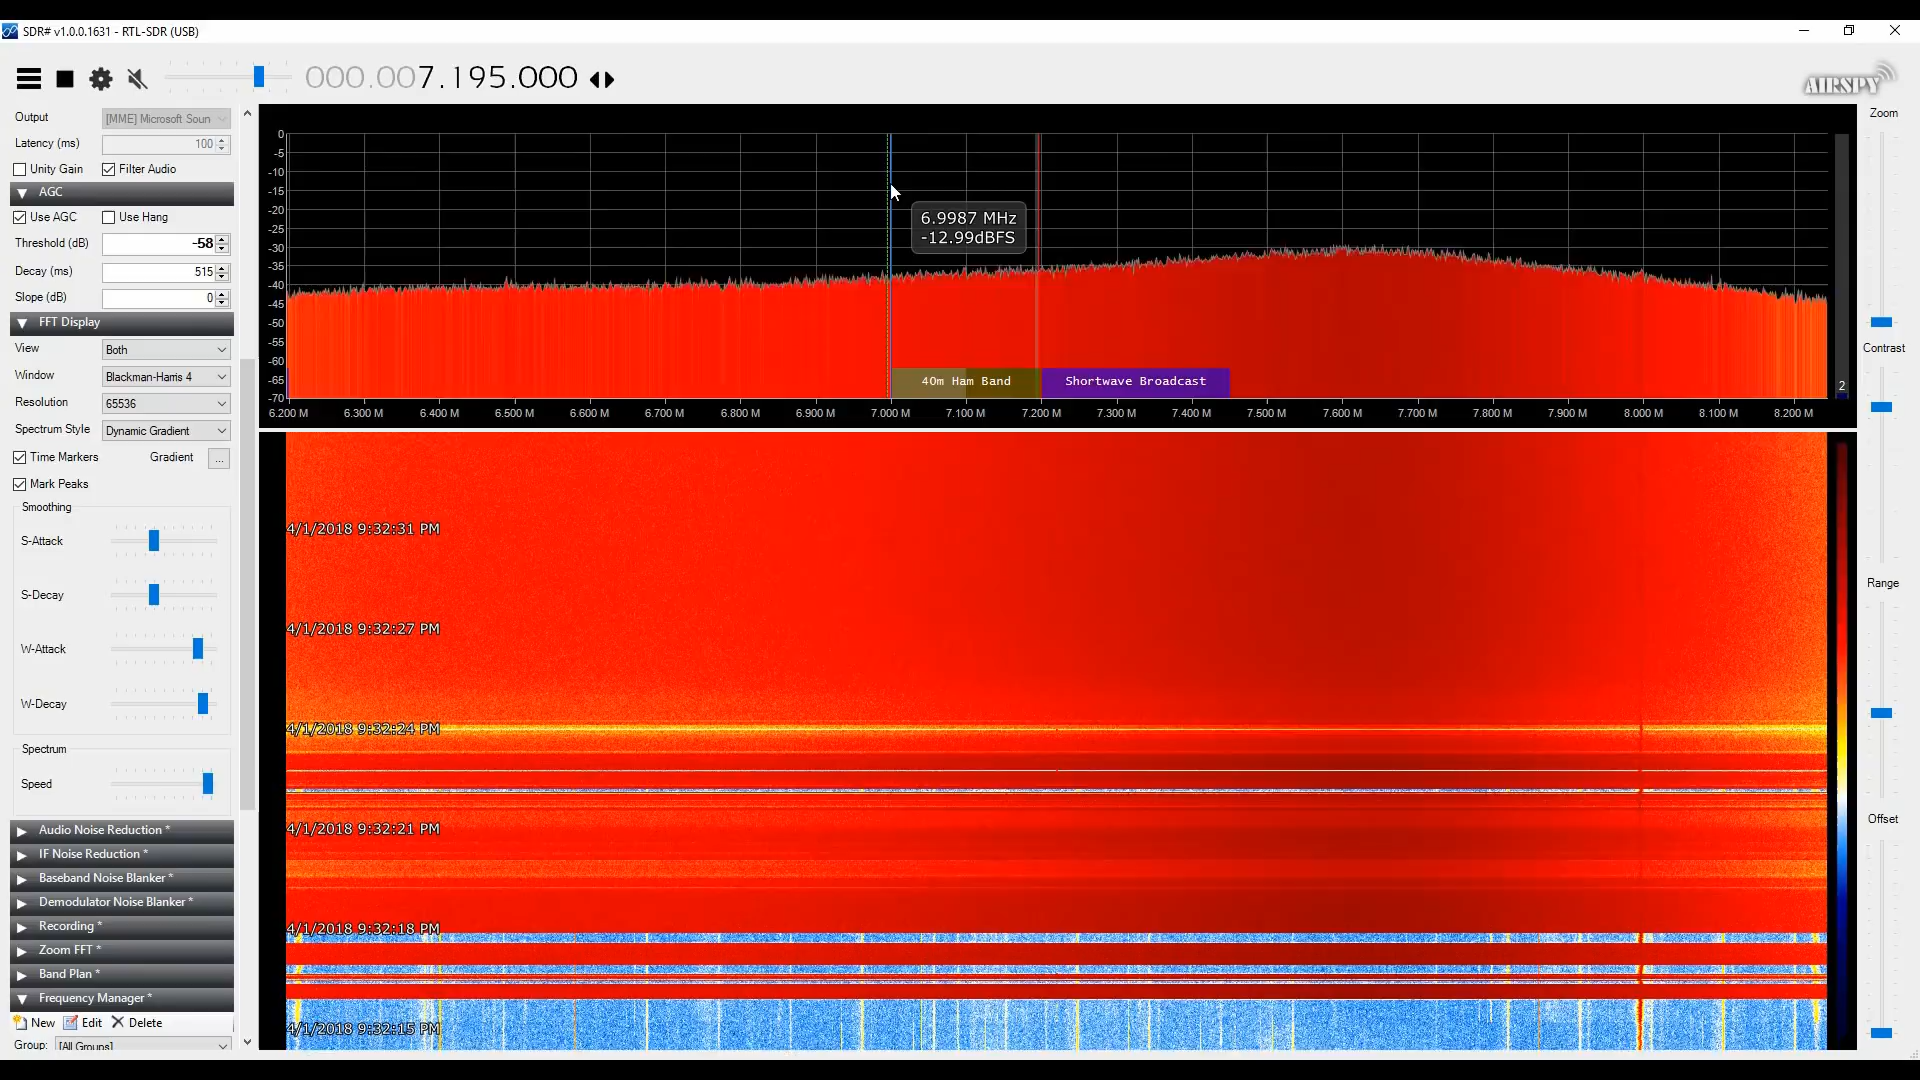 SDR# v1.0.0.1631 - RTL-SDR (USB)
000.007.195.000
AIRSPY
Output
[MME] Microsoft Soun
Latency (ms)
100
Unity Gain
Filter Audio
AGC
Use AGC
Use Hang
Threshold (dB)
-58
Decay (ms)
515
Slope (dB)
0
FFT Display
View
Both
Window
Blackman-Harris 4
Resolution
65536
Spectrum Style
Dynamic Gradient
Time Markers
Gradient
...
Mark Peaks
Smoothing
S-Attack
S-Decay
W-Attack
W-Decay
Spectrum
Speed
Audio Noise Reduction *
IF Noise Reduction *
Baseband Noise Blanker *
Demodulator Noise Blanker *
Recording *
Zoom FFT *
Band Plan *
Frequency Manager *
New
Edit
Delete
Group:
[All Groups]
0
-5
-10
-15
-20
-25
-30
-35
-40
-45
-50
-55
-60
-65
-70
6.9987 MHz
-12.99dBFS
40m Ham Band
Shortwave Broadcast
2
6.200 M
6.300 M
6.400 M
6.500 M
6.600 M
6.700 M
6.800 M
6.900 M
7.000 M
7.100 M
7.200 M
7.300 M
7.400 M
7.500 M
7.600 M
7.700 M
7.800 M
7.900 M
8.000 M
8.100 M
8.200 M
4/1/2018 9:32:31 PM
4/1/2018 9:32:27 PM
4/1/2018 9:32:24 PM
4/1/2018 9:32:21 PM
4/1/2018 9:32:18 PM
4/1/2018 9:32:15 PM
Zoom
Contrast
Range
Offset